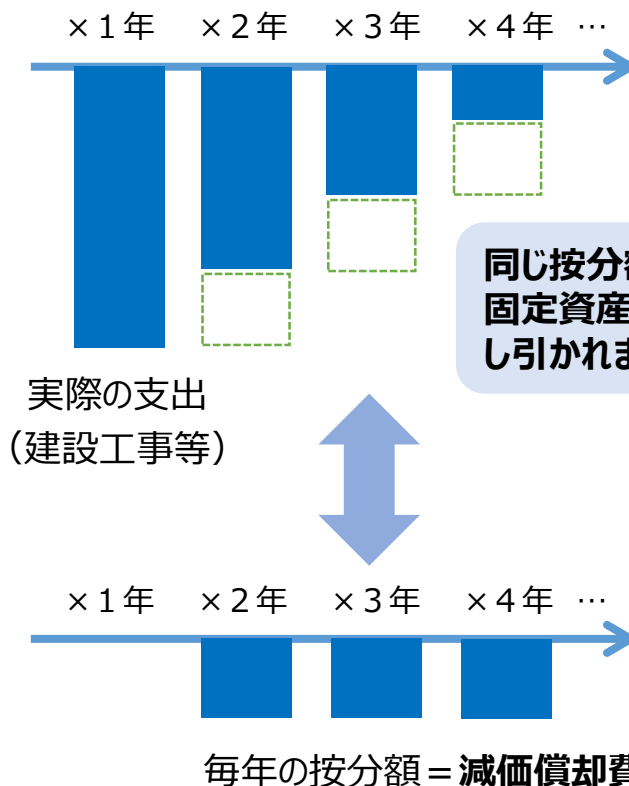 ×1年 ×2年 ×3年 ×4年 …
同じ按分額
固定資産
し引かれま
実際の支出
（建設工事等）
×1年 ×2年 ×3年 ×4年 …
毎年の按分額＝減価償却費